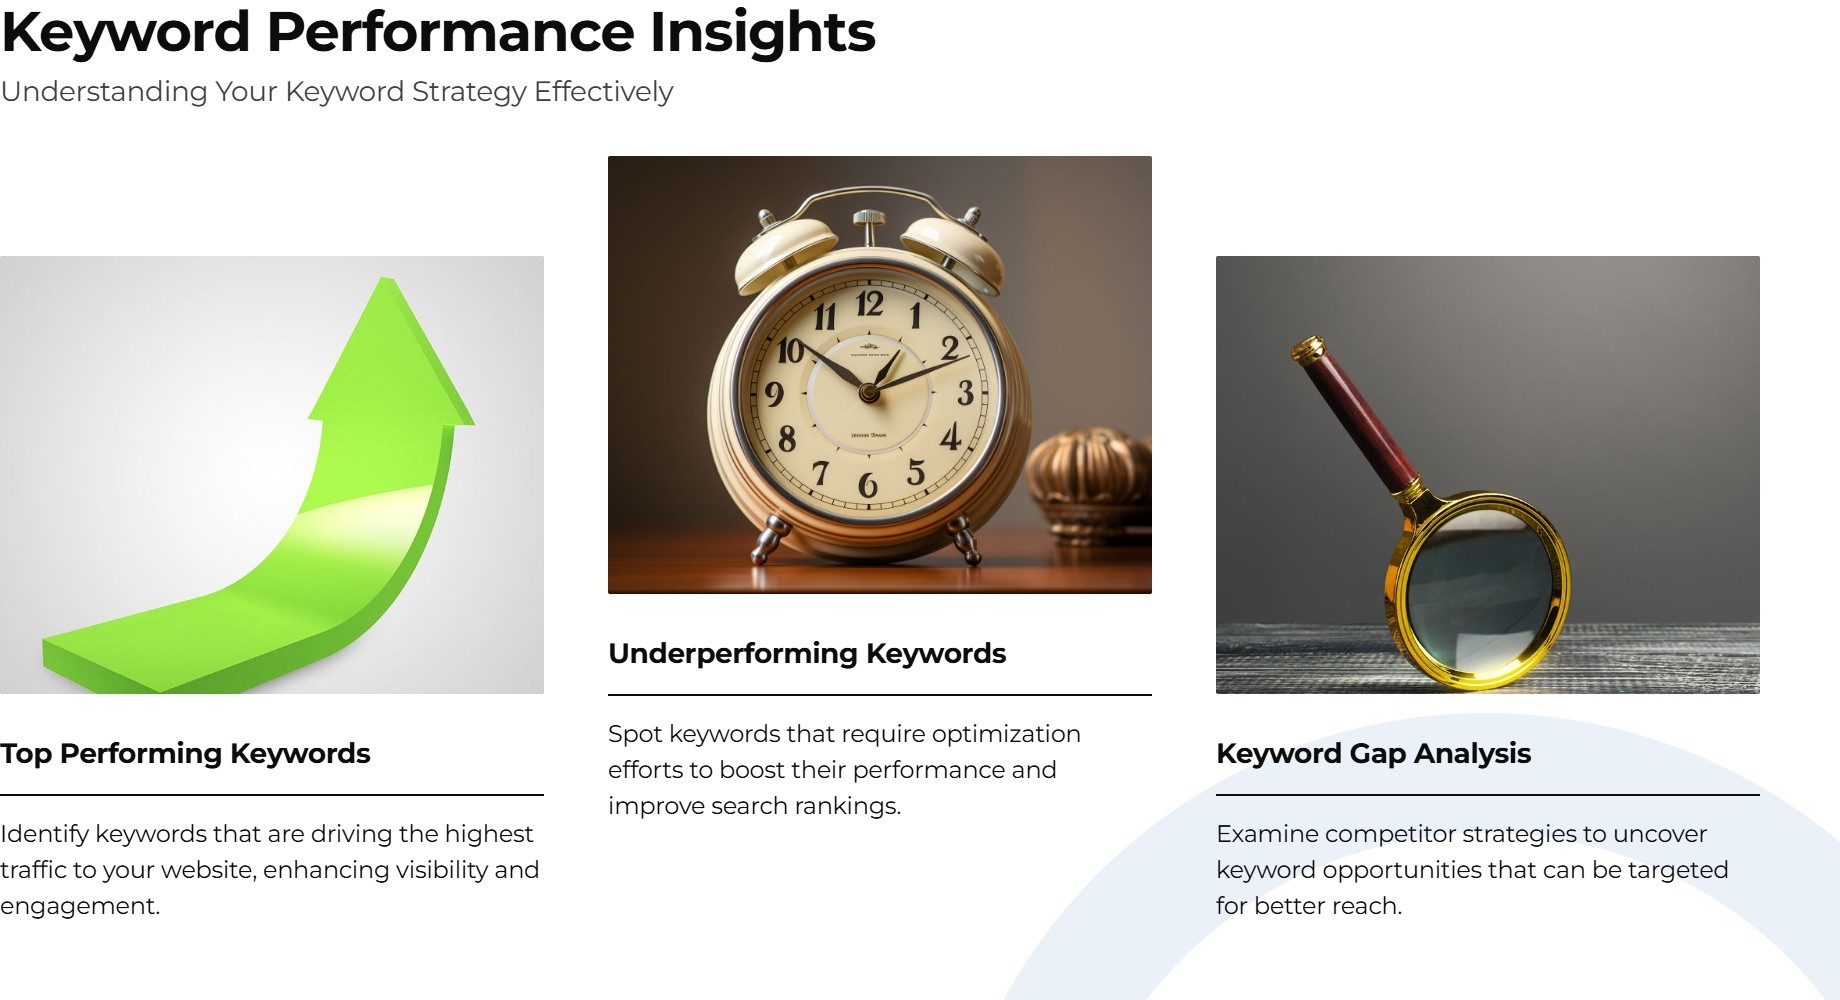 Keyword Performance Insights
Understanding Your Keyword Strategy Effectively
Top Performing Keywords
Identify keywords that are driving the highest
traffic to your website, enhancing visibility and
engagement.
12
1
2
3
4
5
6
7
8
9
10
11
Underperforming Keywords
Spot keywords that require optimization
efforts to boost their performance and
improve search rankings.
Keyword Gap Analysis
Examine competitor strategies to uncover
keyword opportunities that can be targeted
for better reach.